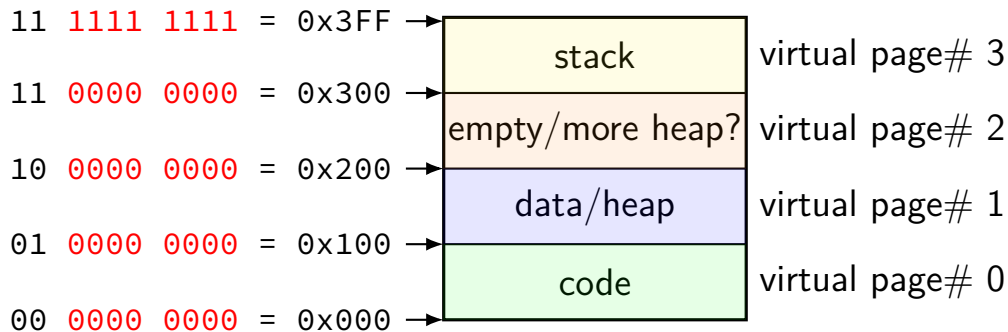 11 1111 1111 = 0x3FF
stack
virtual page# 3
11 0000 0000 = 0x300
empty/more heap?
virtual page# 2
10 0000 0000 = 0x200
data/heap
virtual page# 1
01 0000 0000 = 0x100
code
virtual page# 0
00 0000 0000 = 0x000